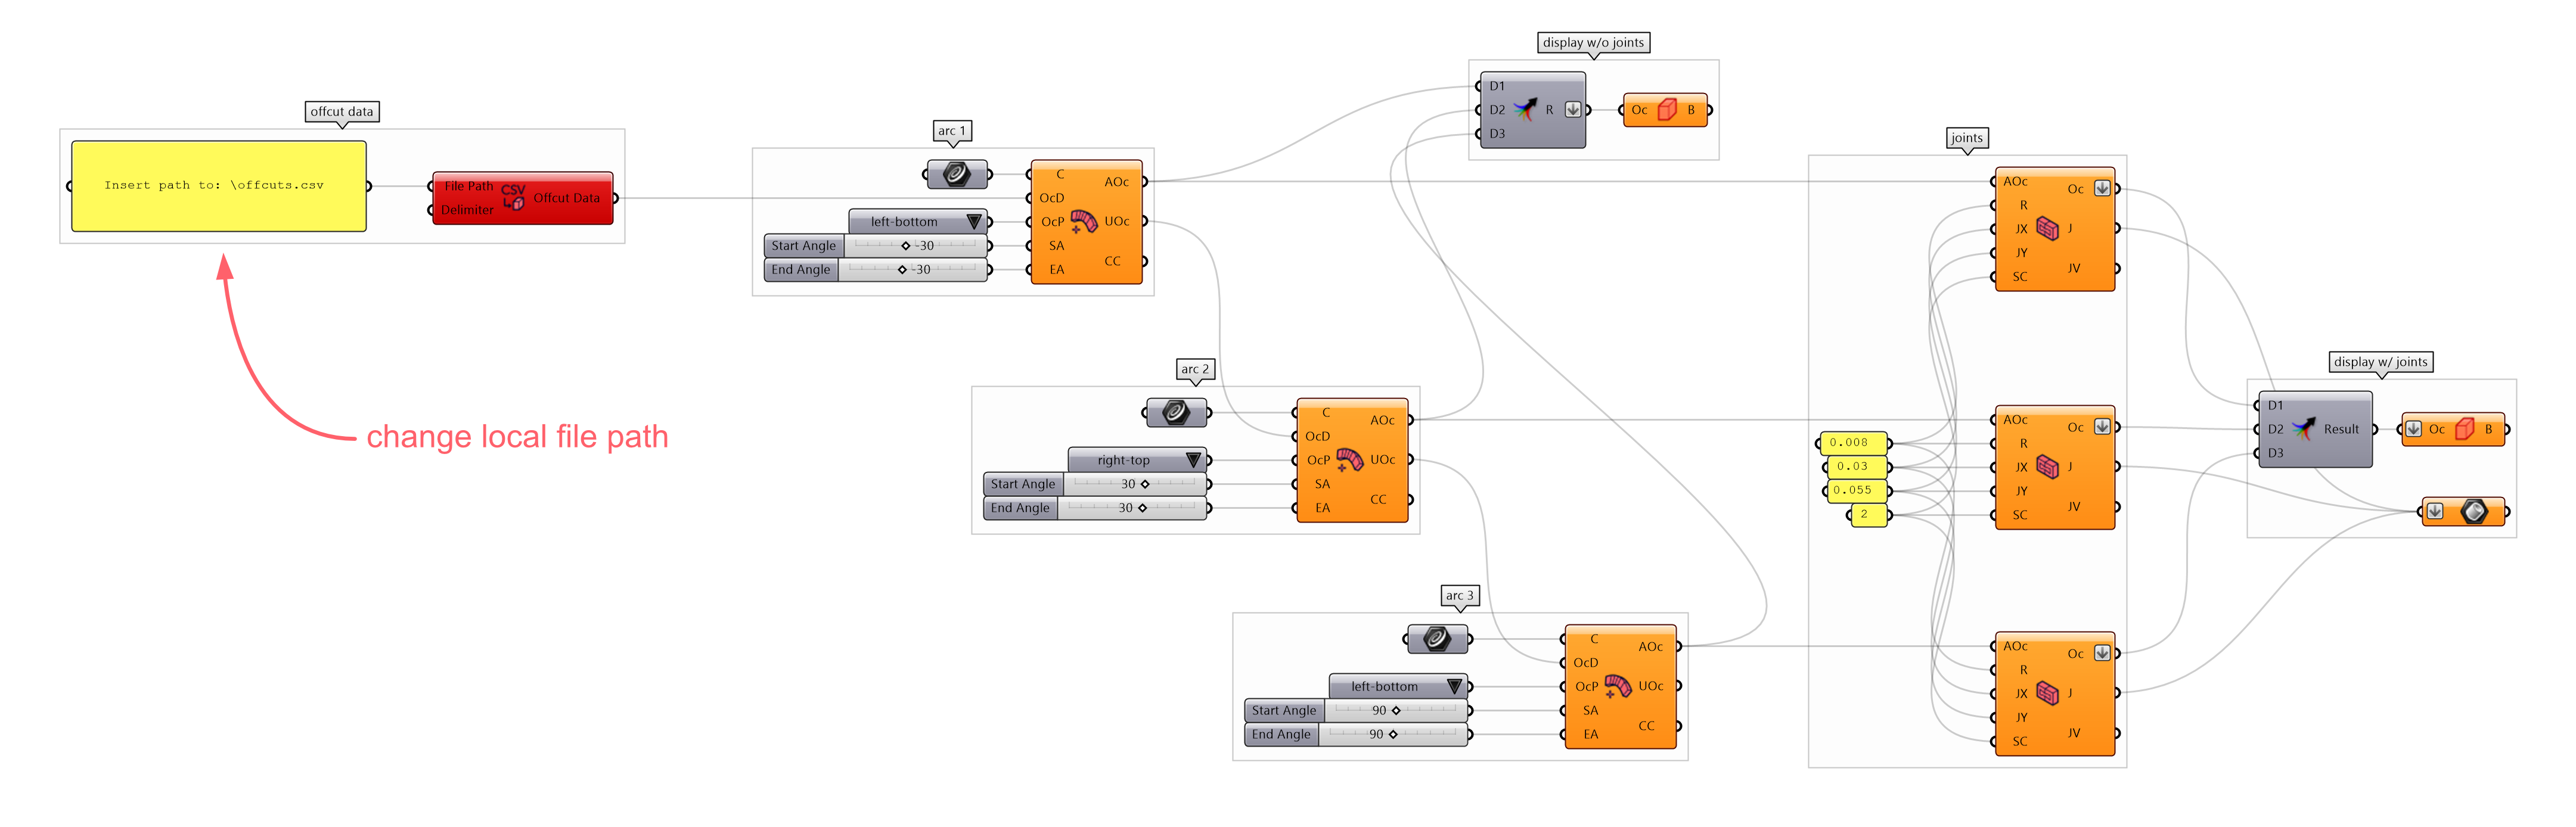 display w/o joints
D1
D2
D3
R
Oc B
offcut data
Insert path to: \offcuts.csv
File Path
Delimiter
CSV
Offcut Data
change local file path
arc 1
left-bottom
Start Angle -30
End Angle -30
C
OcD
OcP
SA
EA
AOc
UOc
CC
arc 2
right-top
Start Angle 30
End Angle 30
C
OcD
OcP
SA
EA
AOc
UOc
CC
arc 3
left-bottom
Start Angle 90
End Angle 90
C
OcD
OcP
SA
EA
AOc
UOc
CC
joints
0.008
0.03
0.055
2
AOc
R
JX
JY
SC
Oc
J
JV
AOc
R
JX
JY
SC
Oc
J
JV
AOc
R
JX
JY
SC
Oc
J
JV
display w/ joints
D1
D2
D3
Result
Oc B